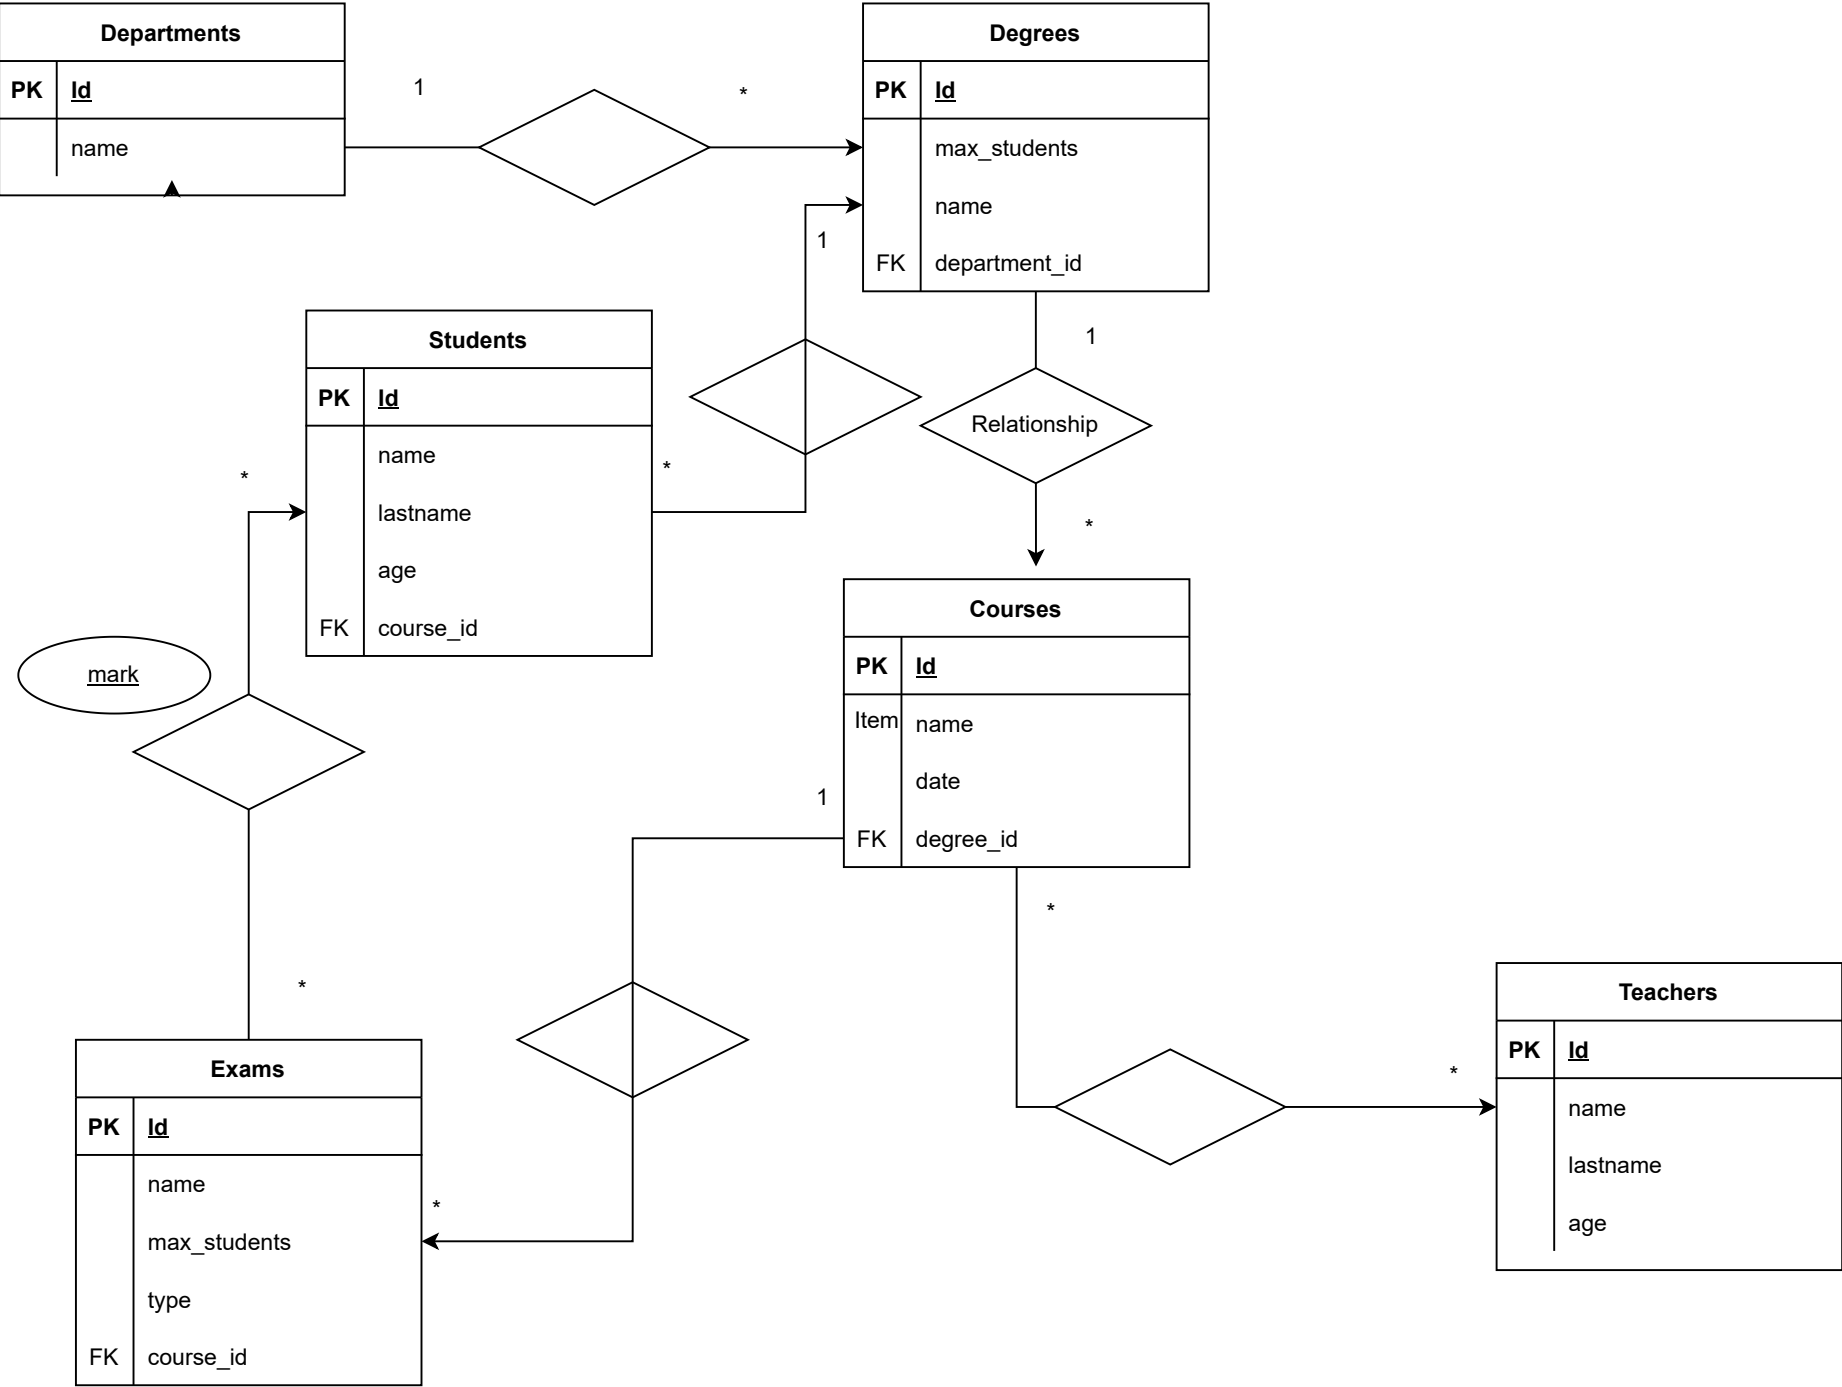 Departments
PK Id
name
1
*
Degrees
PK Id
max_students
name
FK department_id
1
*
Students
PK Id
name
lastname
age
FK course_id
1
Relationship
*
Courses
PK Id
Item name
date
FK degree_id
*
mark
*
Exams
PK Id
name
max_students
type
FK course_id
1
*
*
*
Teachers
PK Id
name
lastname
age